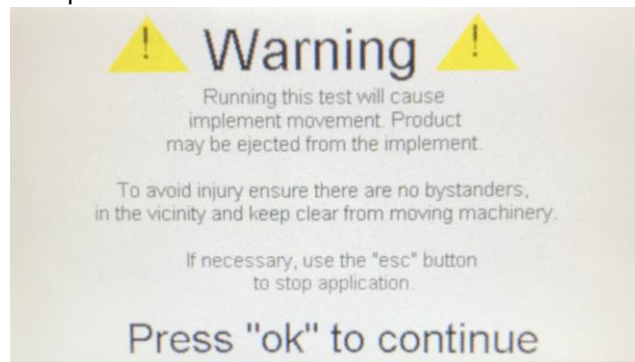 ! Warning !
Running this test will cause
implement movement. Product
may be ejected from the implement.
To avoid injury ensure there are no bystanders,
in the vicinity and keep clear from moving machinery.
If necessary, use the "esc" button
to stop application.
Press "ok" to continue